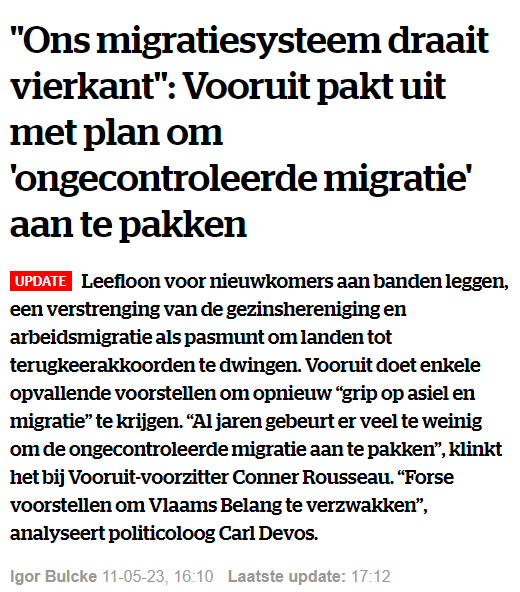 "Ons migratiesysteem draait
vierkant": Vooruit pakt uit
met plan om
'ongecontroleerde migratie'
aan te pakken
UPDATE Leefloon voor nieuwkomers aan banden leggen,
een verstrenging van de gezinshereniging en
arbeidsmigratie als pasmunt om landen tot
terugkeerakkoorden te dwingen. Vooruit doet enkele
opvallende voorstellen om opnieuw “grip op asiel en
migratie” te krijgen. “Al jaren gebeurt er veel te weinig
om de ongecontroleerde migratie aan te pakken”, klinkt
het bij Vooruit-voorzitter Conner Rousseau. “Forse
voorstellen om Vlaams Belang te verzwakken”,
analyseert politicoloog Carl Devos.
Igor Bulcke 11-05-23, 16:10 Laatste update: 17:12